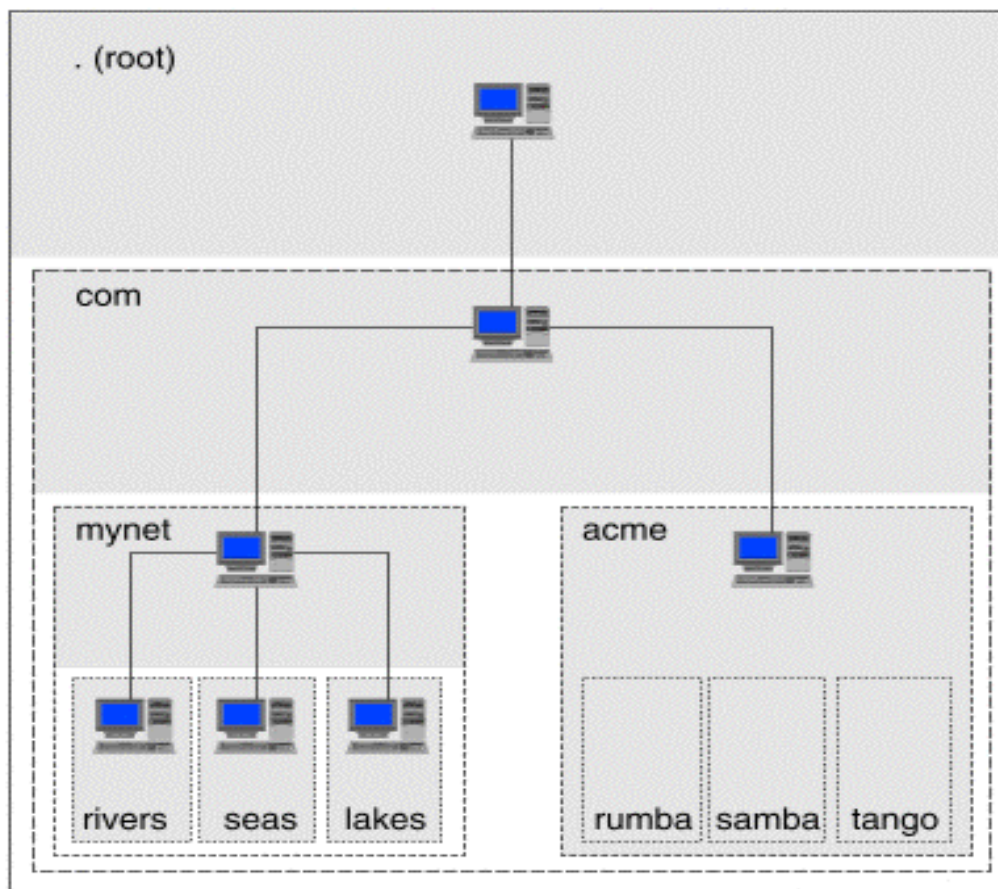 . (root)
com
mynet
acme
rivers
seas
lakes
rumba
samba
tango